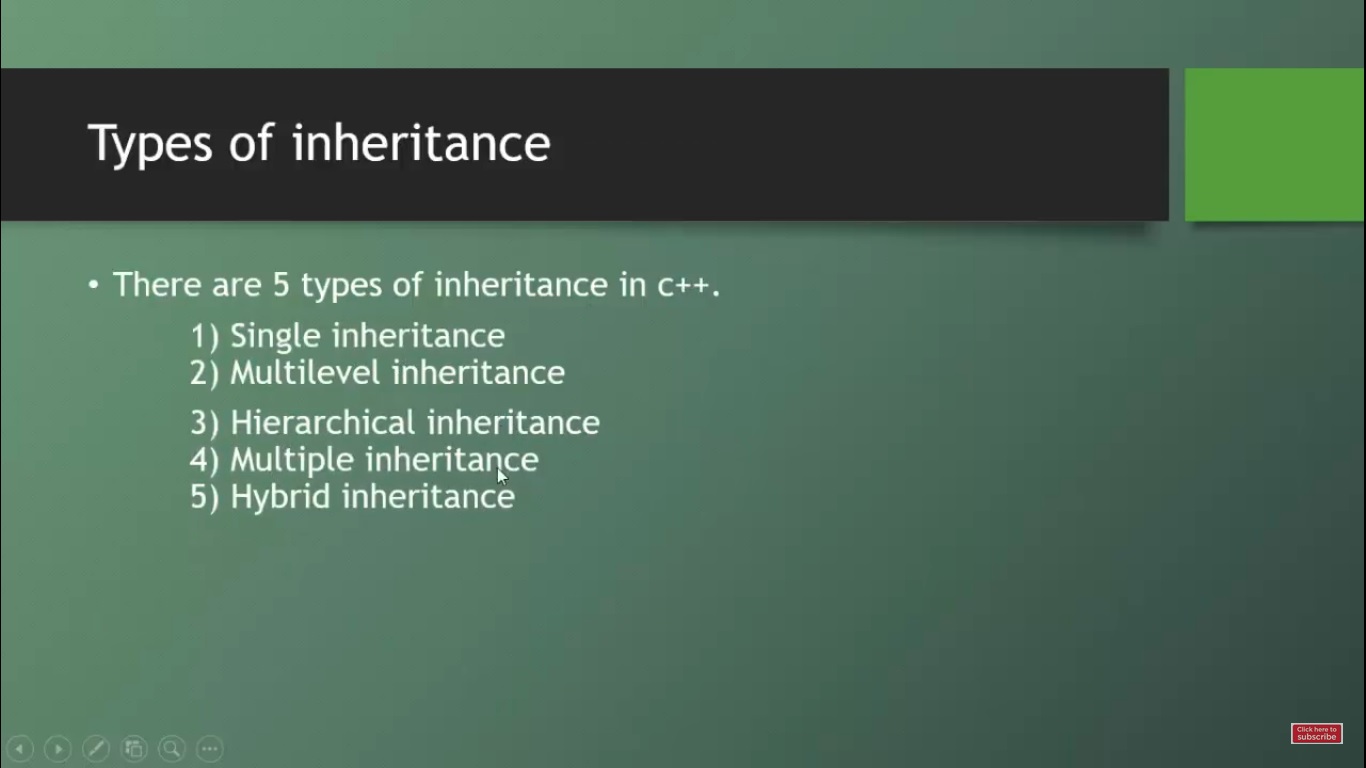 Types of inheritance
• There are 5 types of inheritance in c++.
1) Single inheritance
2) Multilevel inheritance
3) Hierarchical inheritance
4) Multiple inheritance
5) Hybrid inheritance
Click here to
subscribe